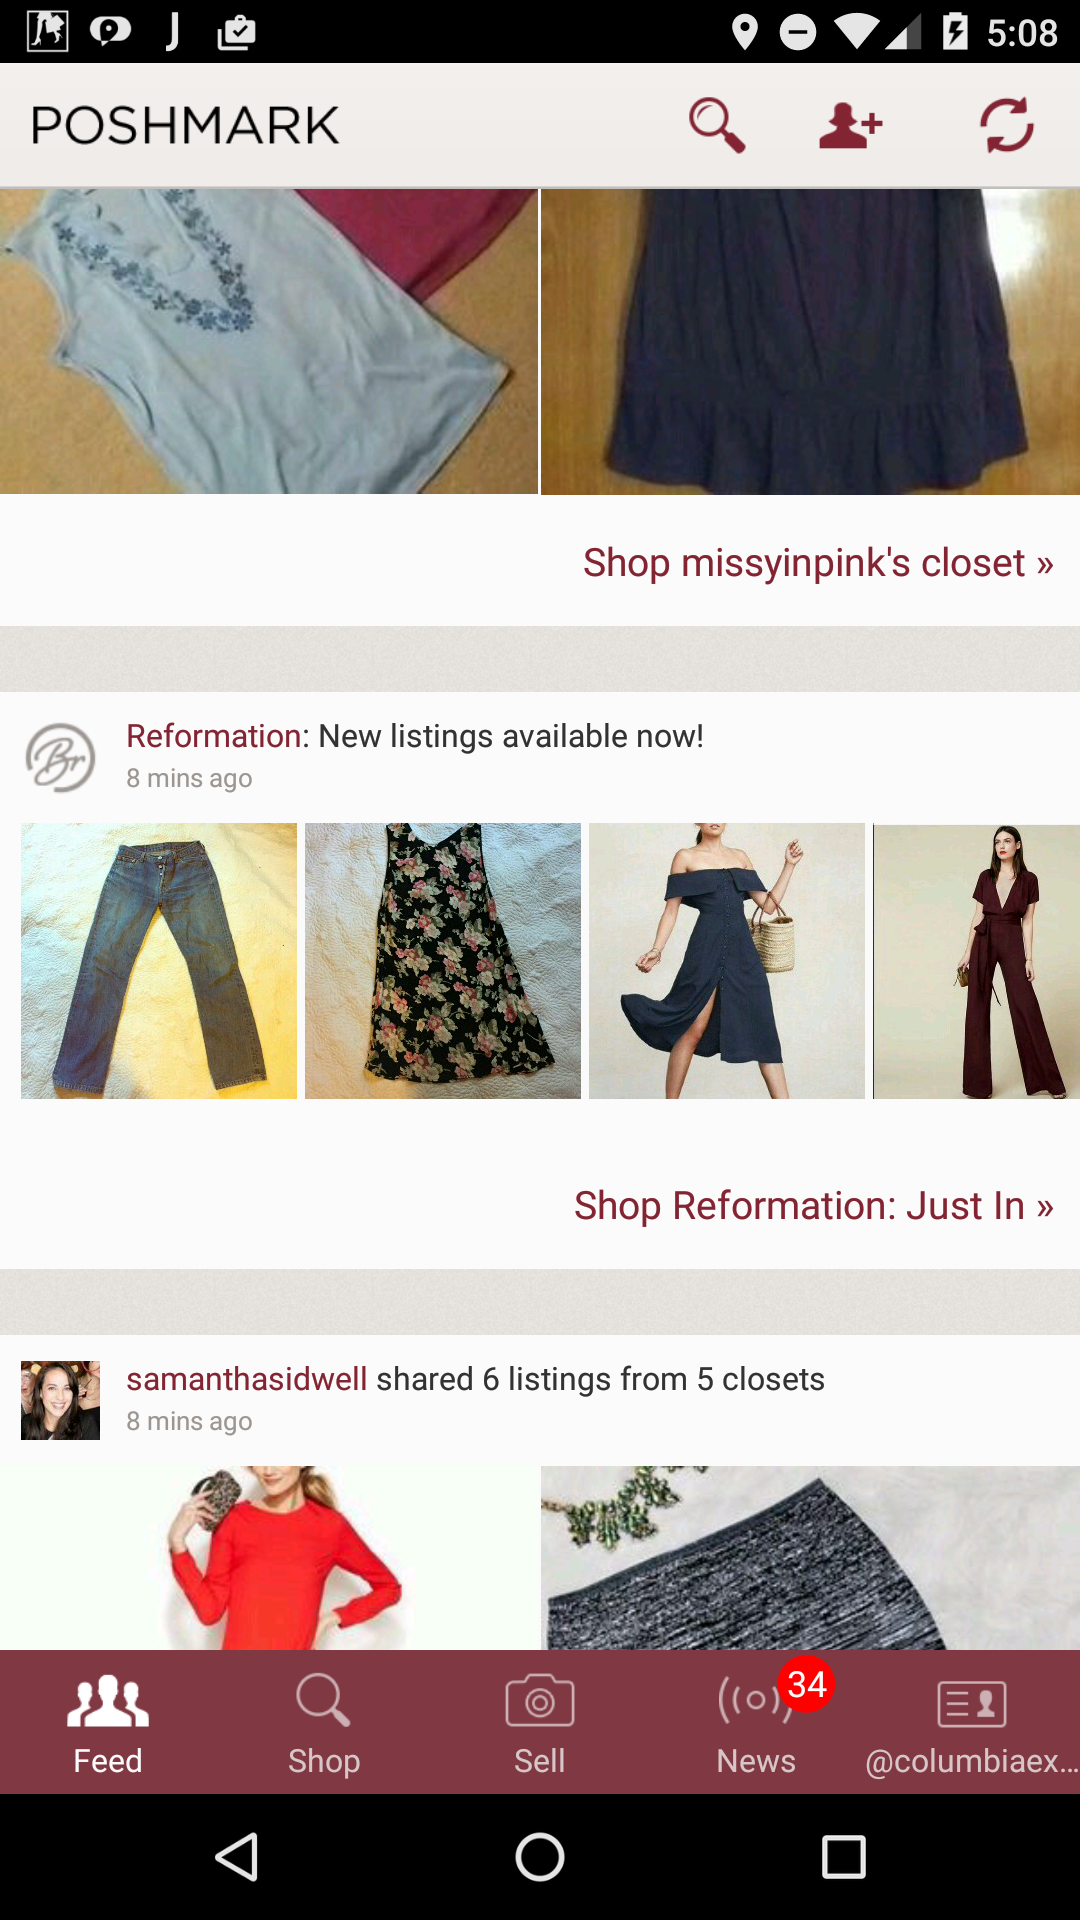 5:08
POSHMARK
Shop missyinpink's closet »
Reformation: New listings available now!
8 mins ago
Shop Reformation: Just In »
samanthasidwell shared 6 listings from 5 closets
8 mins ago
34
Feed
Shop
Sell
News
@columbiaex...